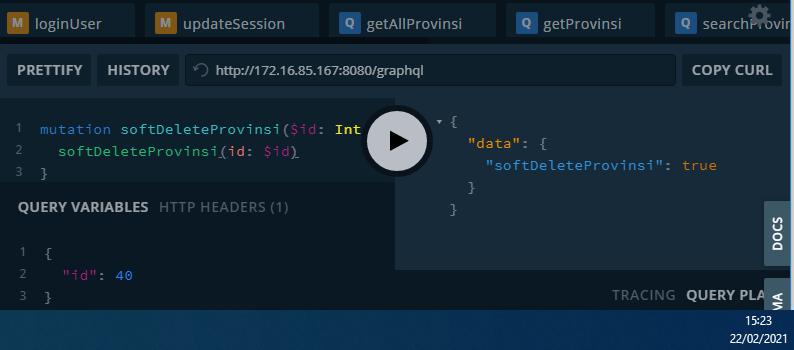 M loginUser
M updateSession
Q getAllProvinsi
Q getProvinsi
Q searchProvin
PRETTIFY
HISTORY
http://172.16.85.167:8080/graphql
COPY CURL
1 mutation softDeleteProvinsi($id: Int
2 softDeleteProvinsi(id: $id)
3 }
{
"data": {
"softDeleteProvinsi": true
}
}
QUERY VARIABLES HTTP HEADERS (1)
1 {
2 "id": 40
3 }
DOCS
MA
TRACING QUERY PLA
15:23
22/02/2021